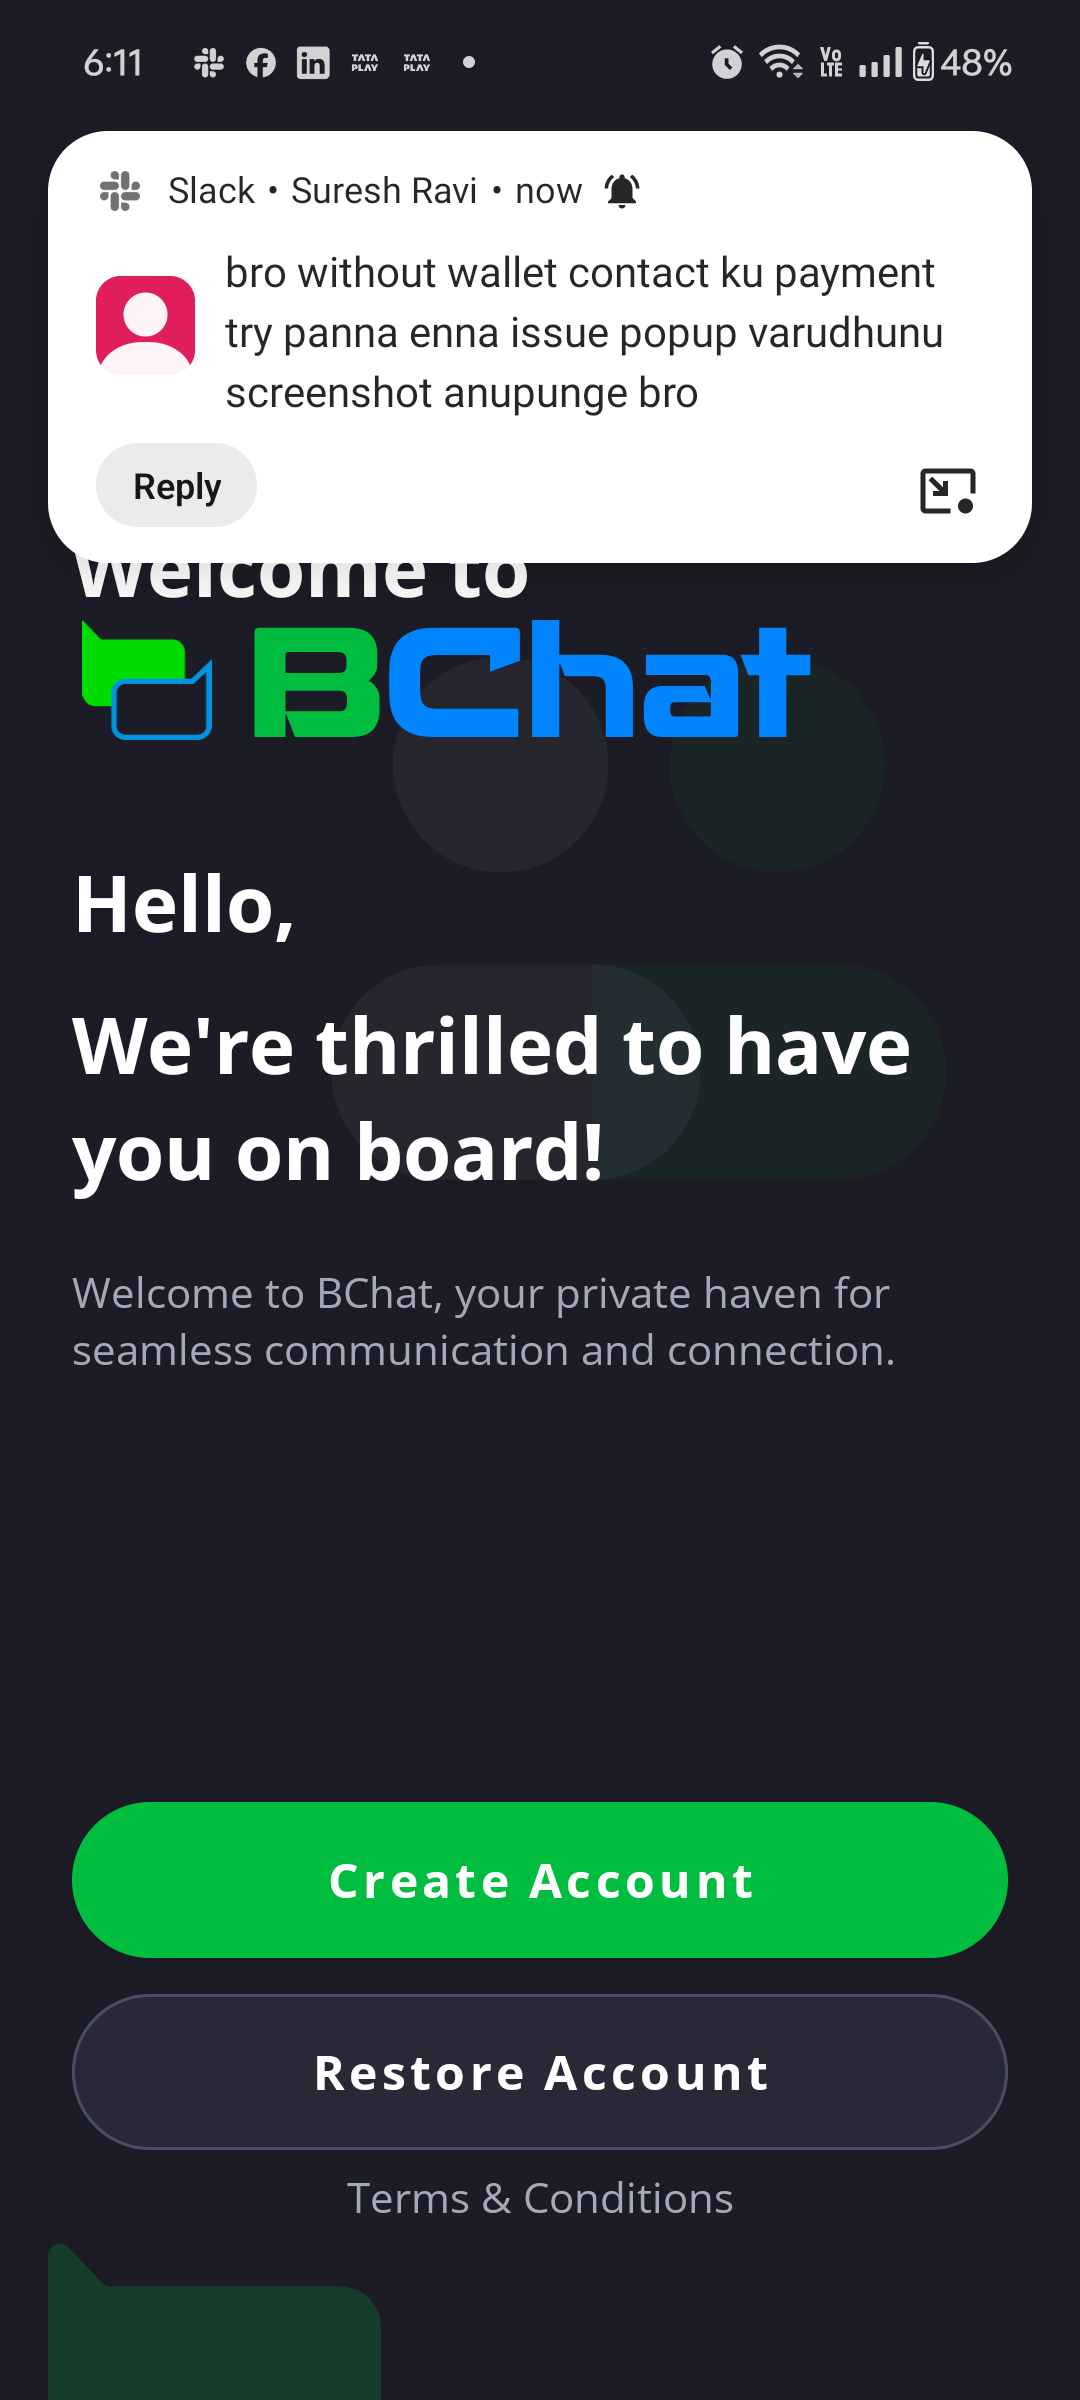 6:11
TATA PLAY TATA PLAY
Vo LTE 48%
Slack • Suresh Ravi • now
bro without wallet contact ku payment
try panna enna issue popup varudhunu
screenshot anupunge bro
Reply
Welcome to
BChat
Hello,
We're thrilled to have
you on board!
Welcome to BChat, your private haven for
seamless communication and connection.
Create Account
Restore Account
Terms & Conditions